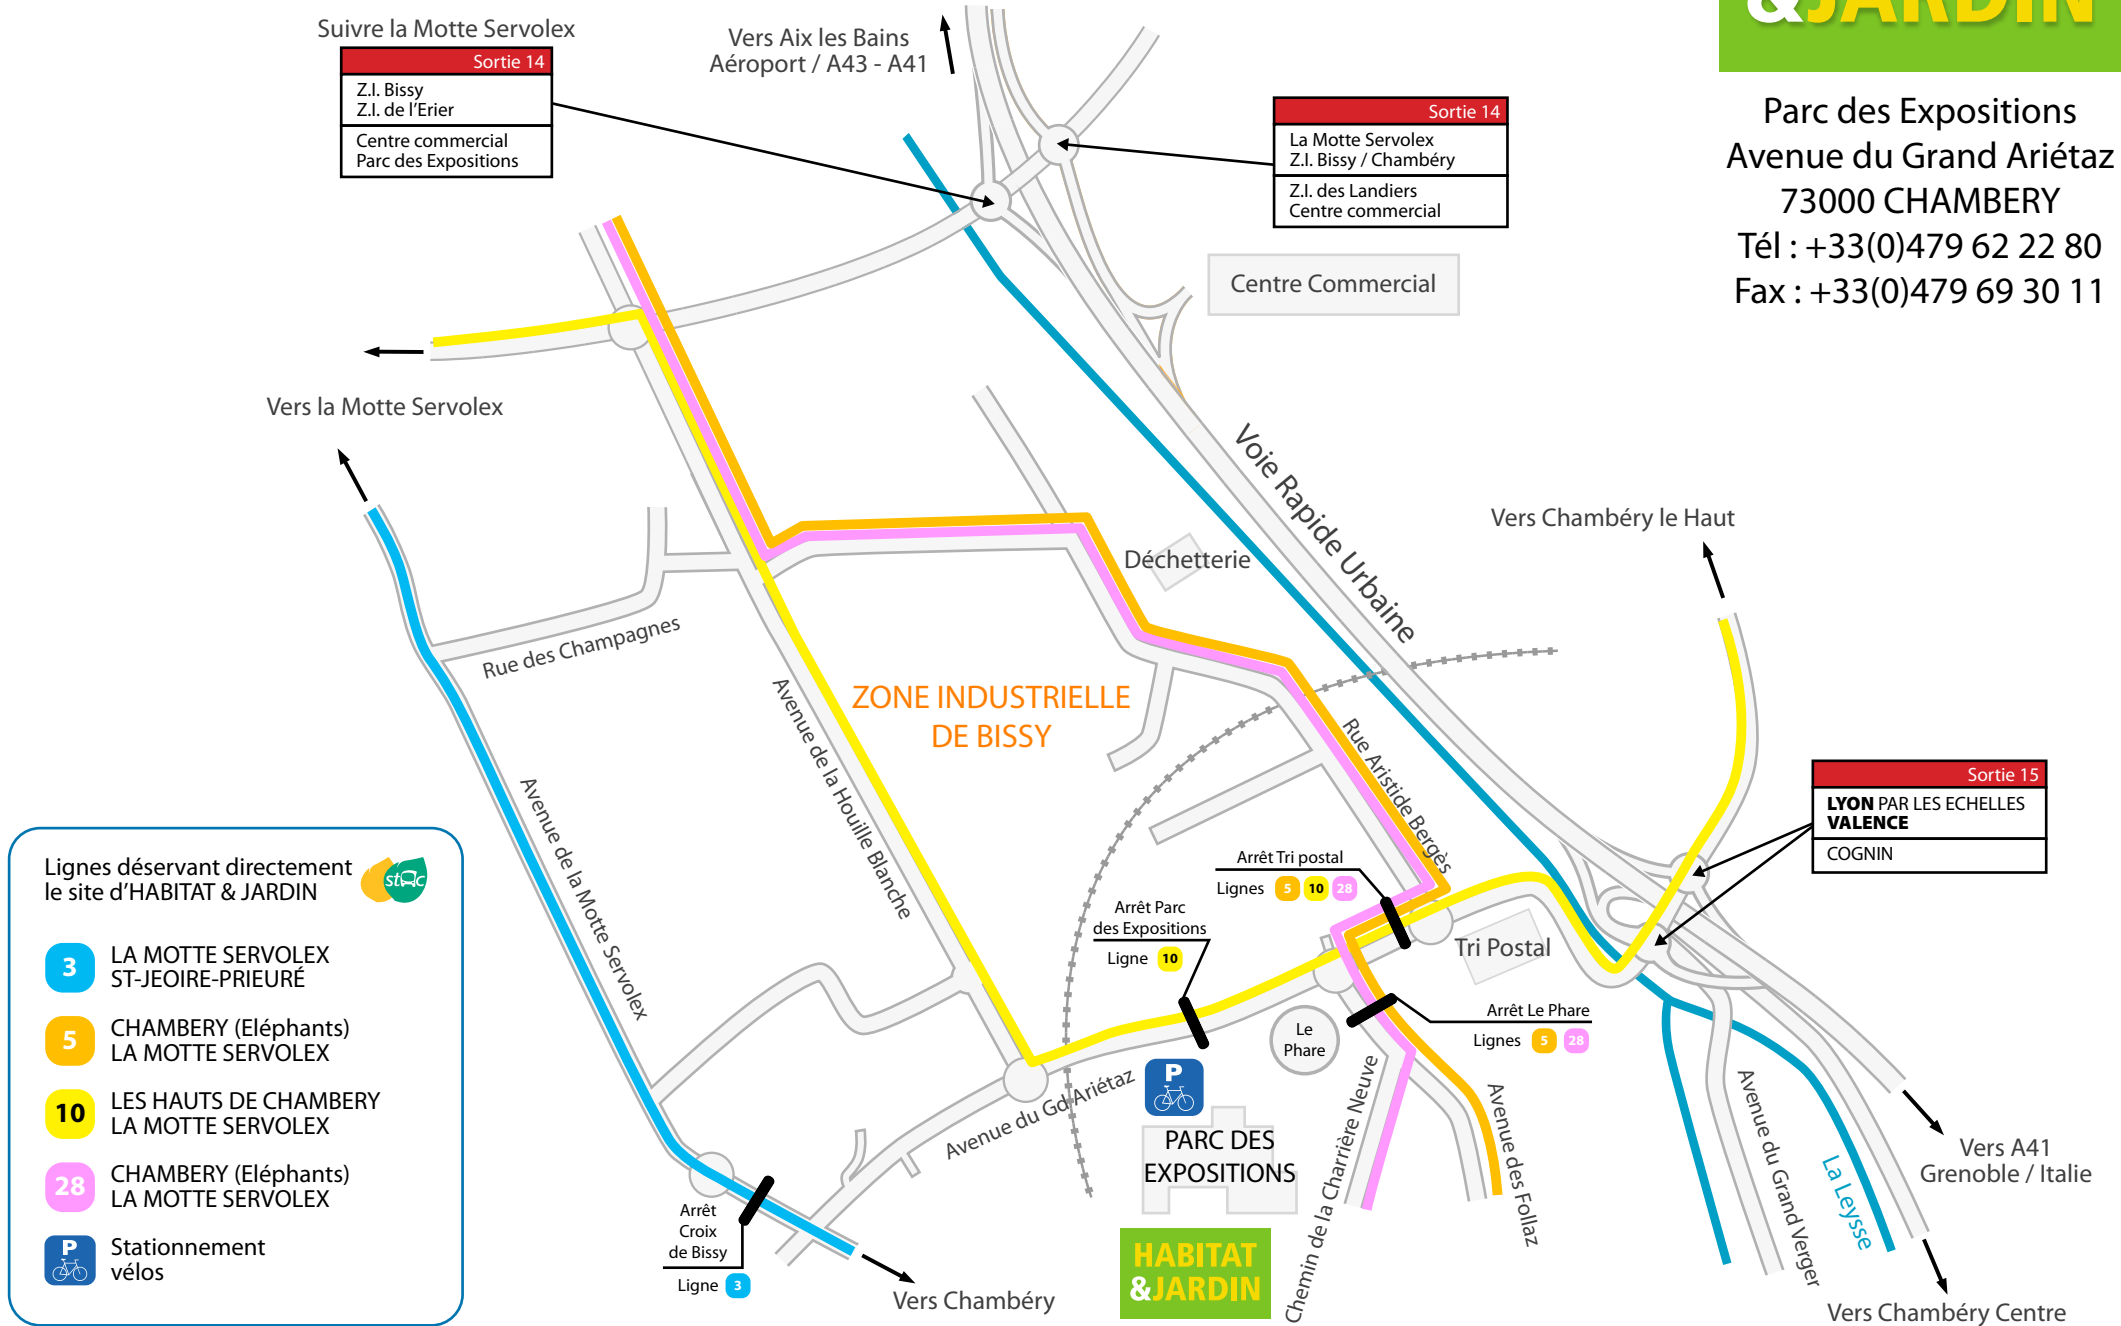 Suivre la Motte Servolex
Sortie 14
Z.I. Bissy
Z.I. de l'Erier
Centre commercial
Parc des Expositions
Vers Aix les Bains
Aéroport / A43 - A41
Sortie 14
La Motte Servolex
Z.I. Bissy / Chambéry
Z.I. des Landiers
Centre commercial
&JARDIN
Parc des Expositions
Avenue du Grand Ariétaz
73000 CHAMBERY
Tél : +33(0)479 62 22 80
Fax : +33(0)479 69 30 11
Centre Commercial
Vers la Motte Servolex
Voie Rapide Urbaine
Vers Chambéry le Haut
Déchetterie
Rue des Champagnes
Avenue de la Houille Blanche
ZONE INDUSTRIELLE
DE BISSY
Rue Aristide Bergès
Avenue de la Motte Servolex
Sortie 15
LYON PAR LES ECHELLES
VALENCE
COGNIN
Arrêt Tri postal
Lignes 5 10 28
Arrêt Parc
des Expositions
Ligne 10
Tri Postal
Arrêt Le Phare
Lignes 5 28
Le
Phare
Lignes déservant directement
le site d'HABITAT & JARDIN
stac
3
LA MOTTE SERVOLEX
ST-JEOIRE-PRIEURÉ
5
CHAMBERY (Eléphants)
LA MOTTE SERVOLEX
10
LES HAUTS DE CHAMBERY
LA MOTTE SERVOLEX
28
CHAMBERY (Eléphants)
LA MOTTE SERVOLEX
P
Stationnement
vélos
Avenue du Gd Ariétaz
P
PARC DES
EXPOSITIONS
HABITAT
&JARDIN
Chemin de la Charrière Neuve
Avenue des Follaz
Avenue du Grand Verger
La Leysse
Vers A41
Grenoble / Italie
Arrêt
Croix
de Bissy
Ligne 3
Vers Chambéry
Vers Chambéry Centre